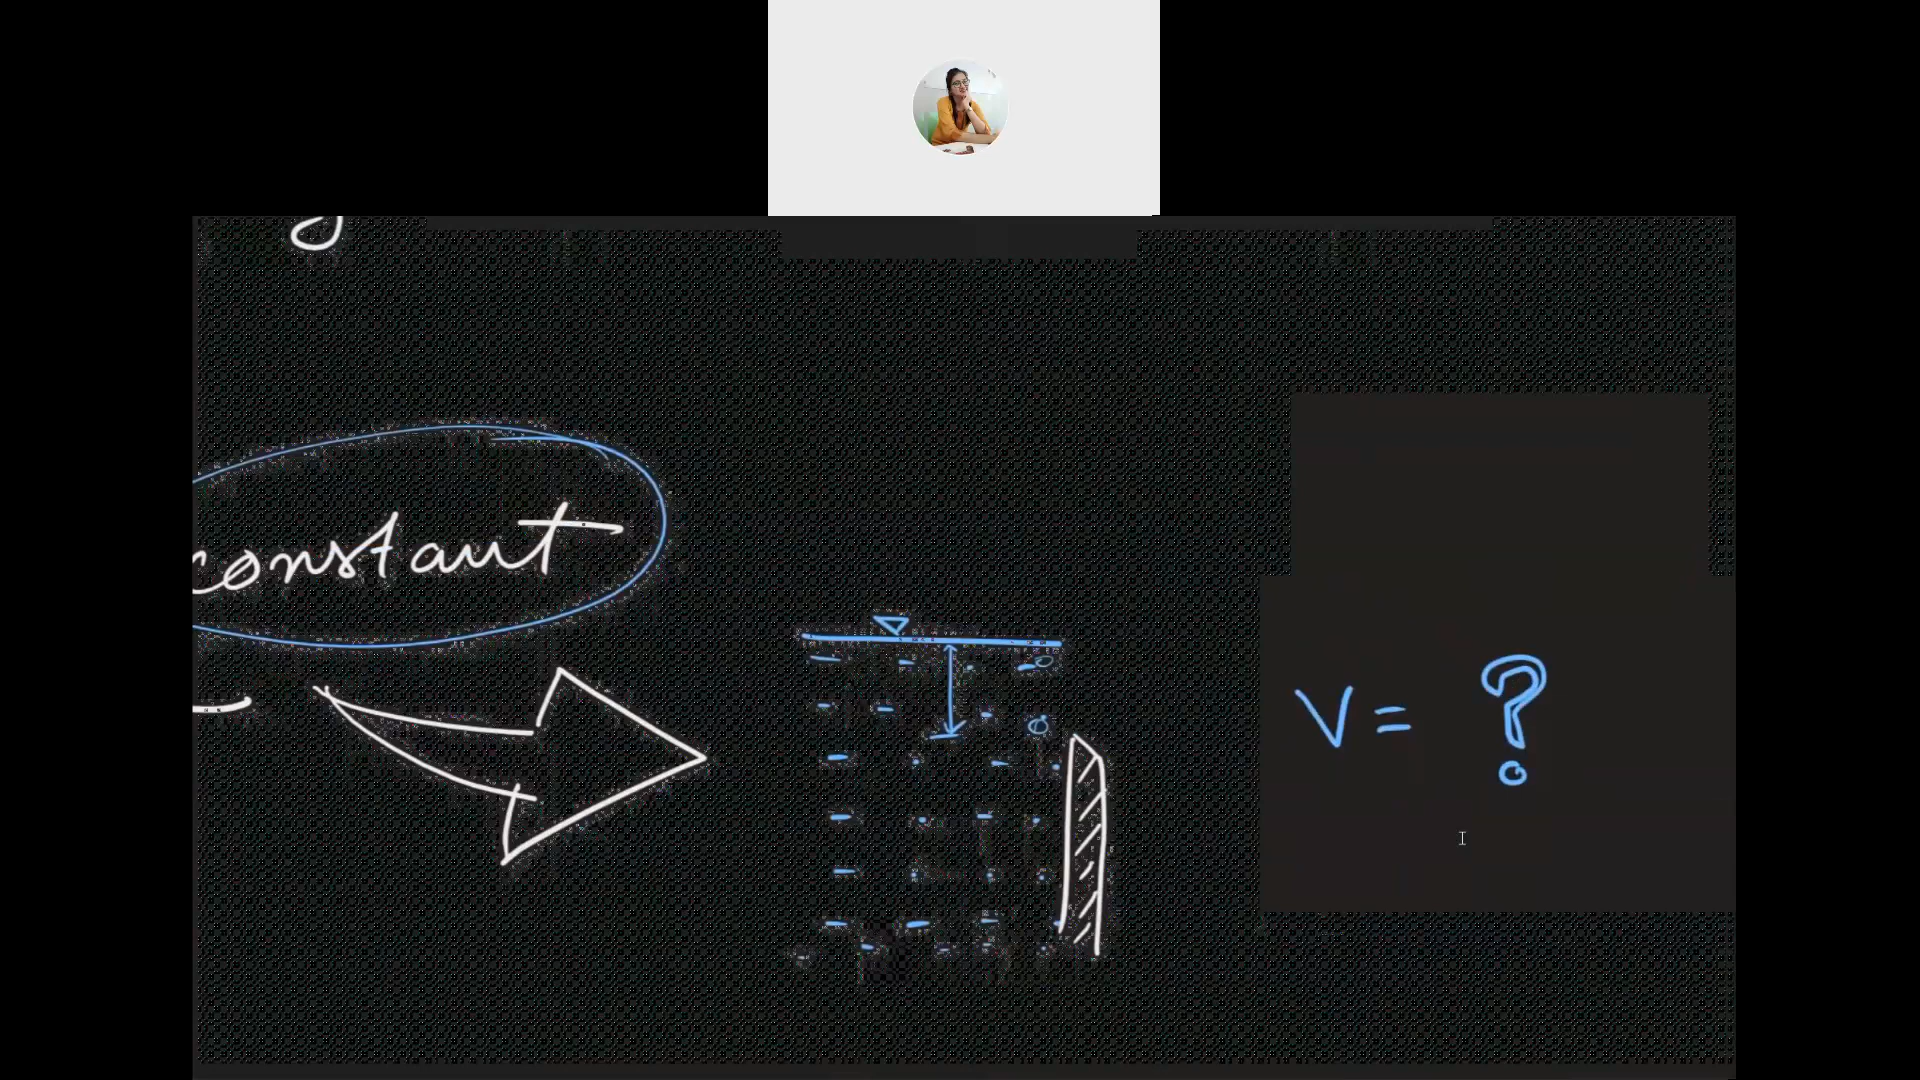 constant
V = ?